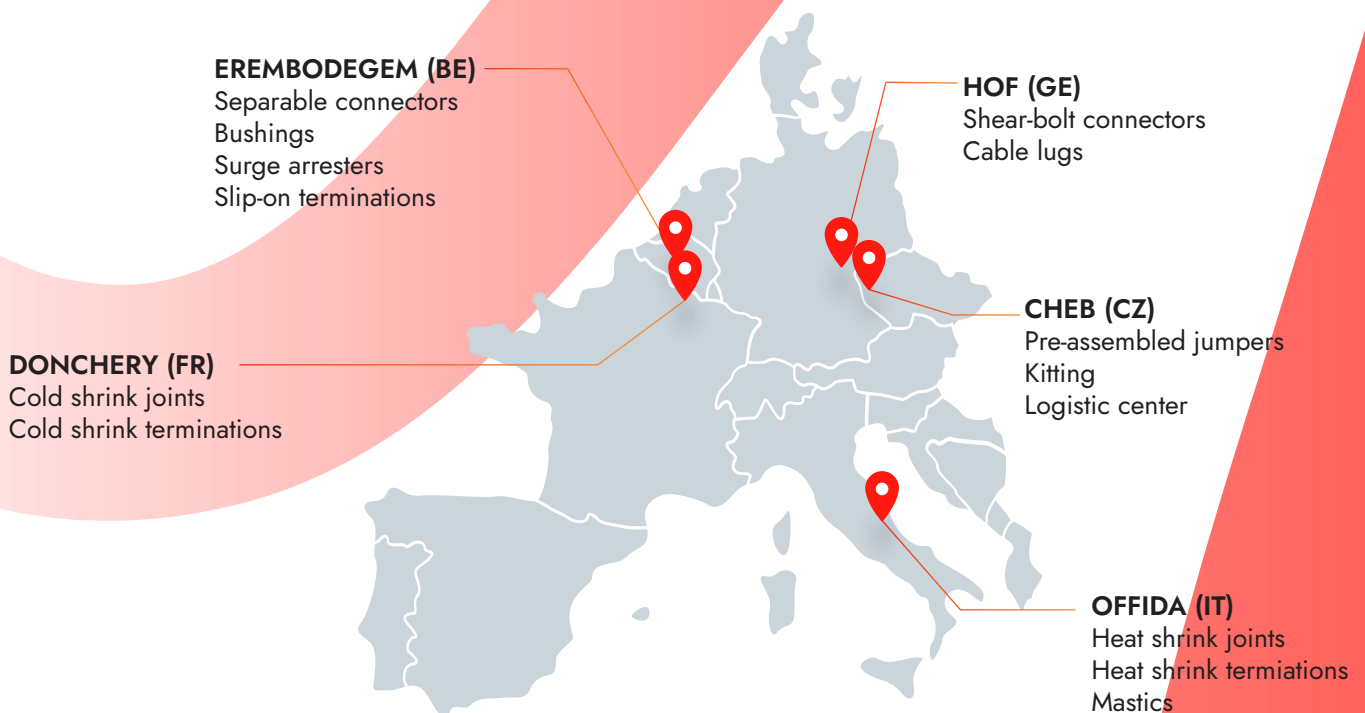 EREMBODEGEM (BE)
Separable connectors
Bushings
Surge arresters
Slip-on terminations
HOF (GE)
Shear-bolt connectors
Cable lugs
DONCHERY (FR)
Cold shrink joints
Cold shrink terminations
CHEB (CZ)
Pre-assembled jumpers
Kitting
Logistic center
OFFIDA (IT)
Heat shrink joints
Heat shrink termiations
Mastics